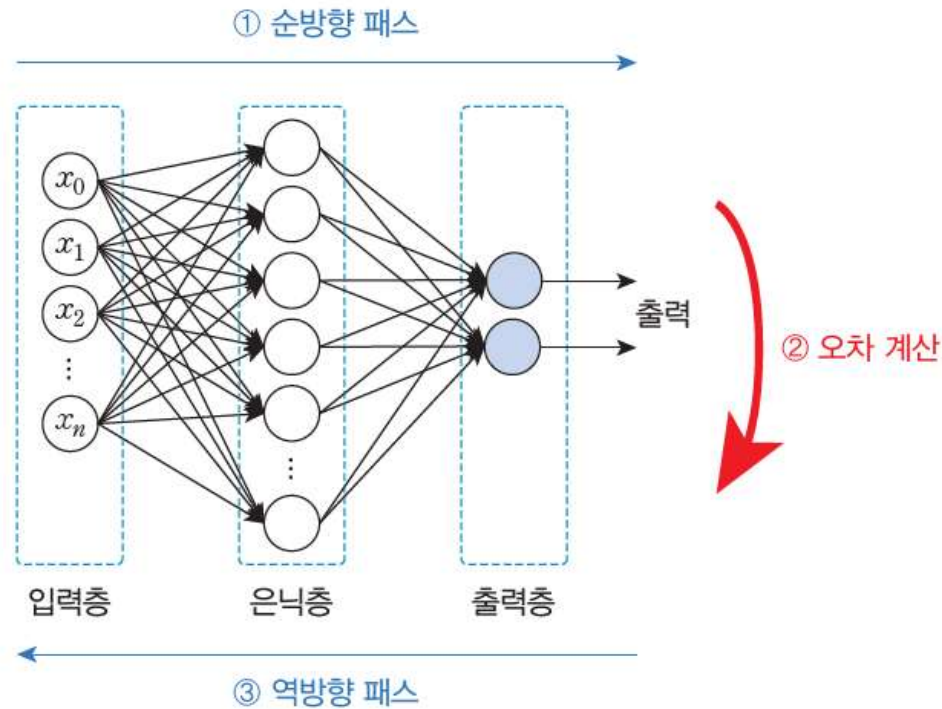 ① 순방향 패스
x₀
x₁
x₂
⋮
xₙ
⋮
출력
② 오차 계산
입력층
은닉층
출력층
③ 역방향 패스